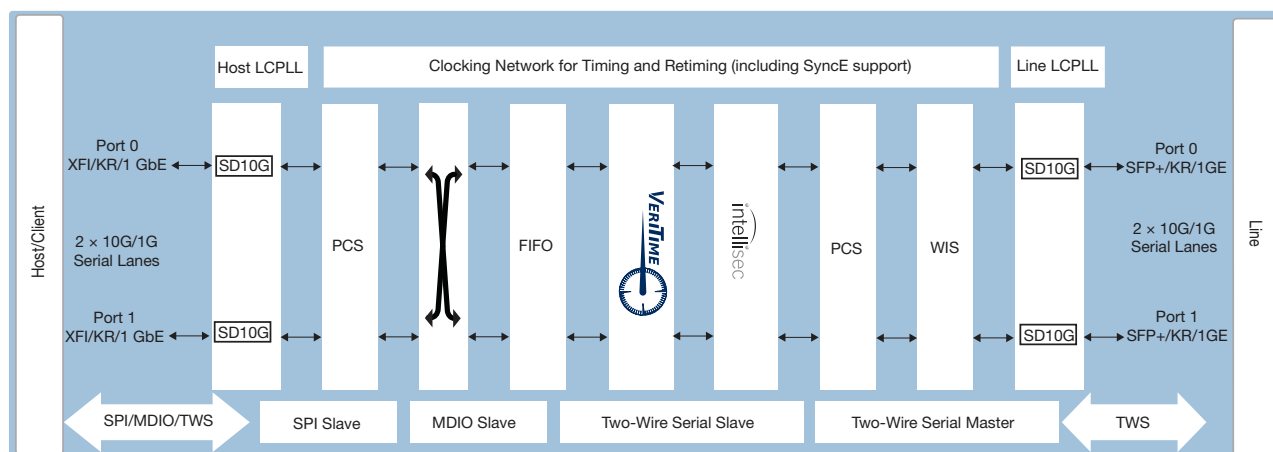 Host LCPLL
Clocking Network for Timing and Retiming (including SyncE support)
Line LCPLL
Host/Client
Port 0
XFI/KR/1 GbE
2 × 10G/1G
Serial Lanes
Port 1
XFI/KR/1 GbE
SD10G
SD10G
PCS
FIFO
VERITIME
intellisec
PCS
WIS
SD10G
SD10G
Port 0
SFP+/KR/1GE
2 × 10G/1G
Serial Lanes
Port 1
SFP+/KR/1GE
Line
SPI/MDIO/TWS
SPI Slave
MDIO Slave
Two-Wire Serial Slave
Two-Wire Serial Master
TWS